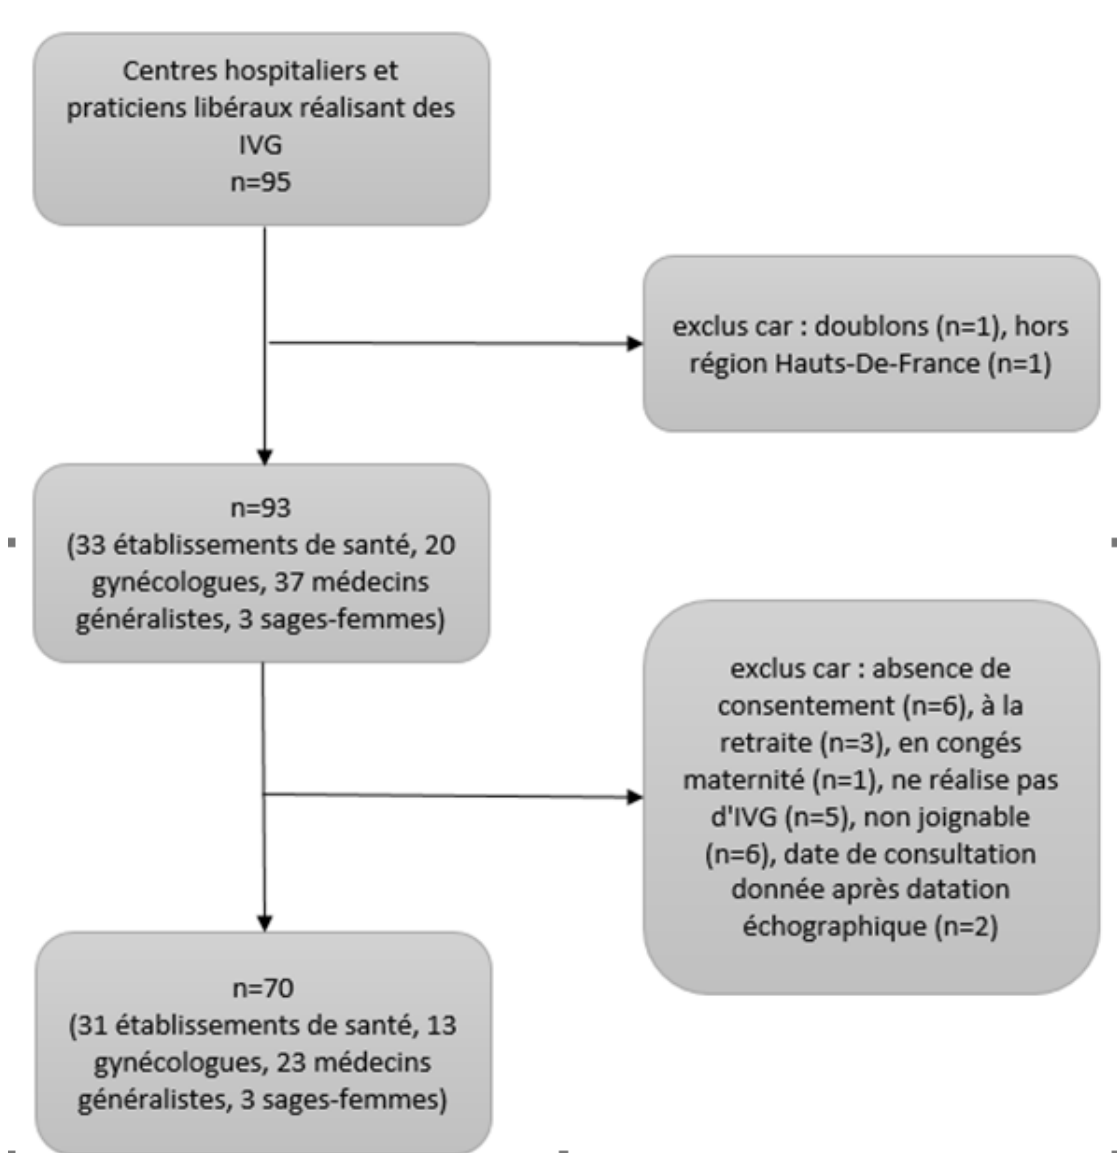 Centres hospitaliers et
praticiens libéraux réalisant des
IVG
n=95
exclus car : doublons (n=1), hors
région Hauts-De-France (n=1)
n=93
(33 établissements de santé, 20
gynécologues, 37 médecins
généralistes, 3 sages-femmes)
exclus car : absence de
consentement (n=6), à la
retraite (n=3), en congés
maternité (n=1), ne réalise pas
d'IVG (n=5), non joignable
(n=6), date de consultation
donnée après datation
échographique (n=2)
n=70
(31 établissements de santé, 13
gynécologues, 23 médecins
généralistes, 3 sages-femmes)